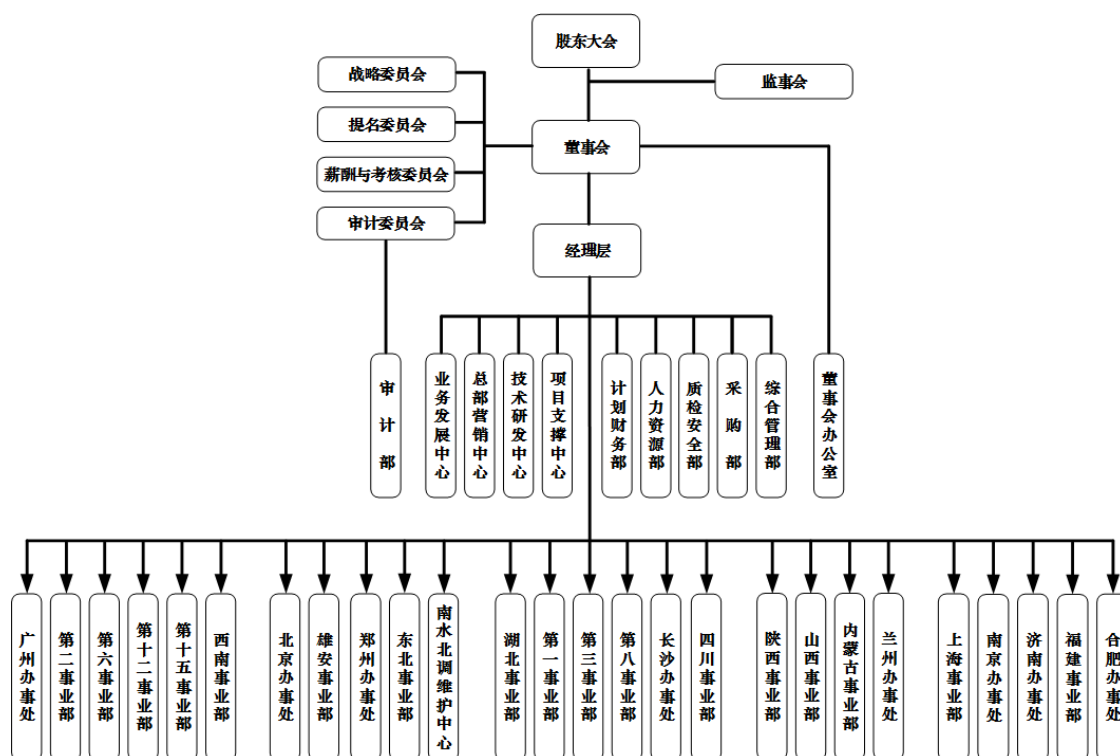 股东大会
监事会
战略委员会
提名委员会
薪酬与考核委员会
审计委员会
董事会
经理层
审计部
业务发展中心
总部营销中心
技术研发中心
项目支撑中心
计划财务部
人力资源部
质检安全部
采购部
综合管理部
董事会办公室
广州办事处
第二事业部
第六事业部
第十二事业部
第十五事业部
西南事业部
北京办事处
雄安事业部
郑州办事处
东北事业部
南水北调维护中心
湖北事业部
第一事业部
第三事业部
第八事业部
长沙办事处
四川事业部
陕西事业部
山西事业部
内蒙古事业部
兰州办事处
上海事业部
南京办事处
济南办事处
福建事业部
合肥办事处